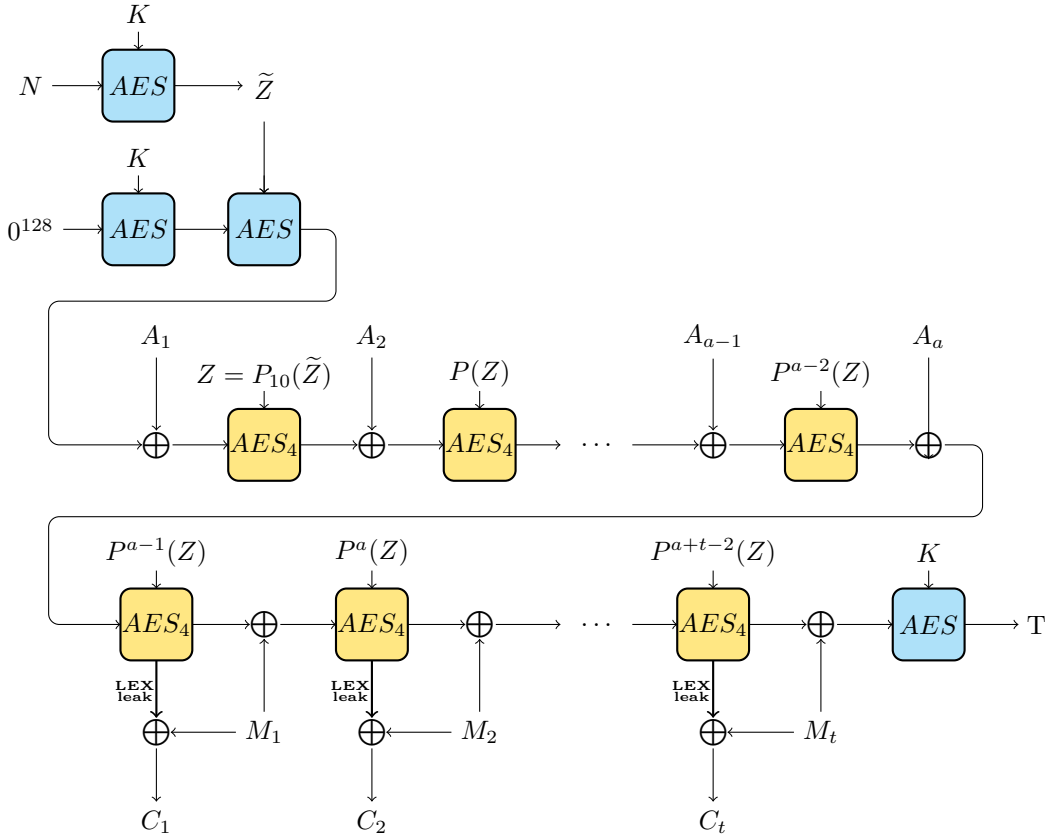 K
N AES Z̃
K
0^128 AES AES
A_1 A_2 A_{a−1} A_a
Z = P_10(Z̃) P(Z) P^{a−2}(Z)
AES_4 AES_4 ··· AES_4
P^{a−1}(Z) P^a(Z) P^{a+t−2}(Z) K
AES_4 AES_4 ··· AES_4 AES T
LEX LEX LEX
leak leak leak
M_1 M_2 M_t
C_1 C_2 C_t